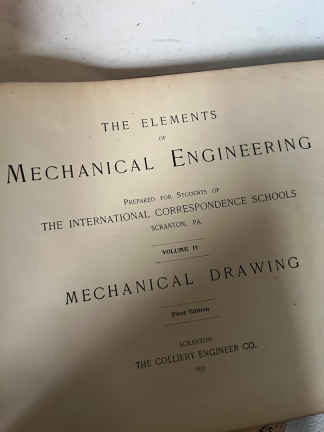 THE ELEMENTS
OF
MECHANICAL ENGINEERING
PREPARED FOR STUDENTS OF
THE INTERNATIONAL CORRESPONDENCE SCHOOLS
SCRANTON, PA.
VOLUME II
MECHANICAL DRAWING
First Edition
SCRANTON
THE COLLIERY ENGINEER CO.